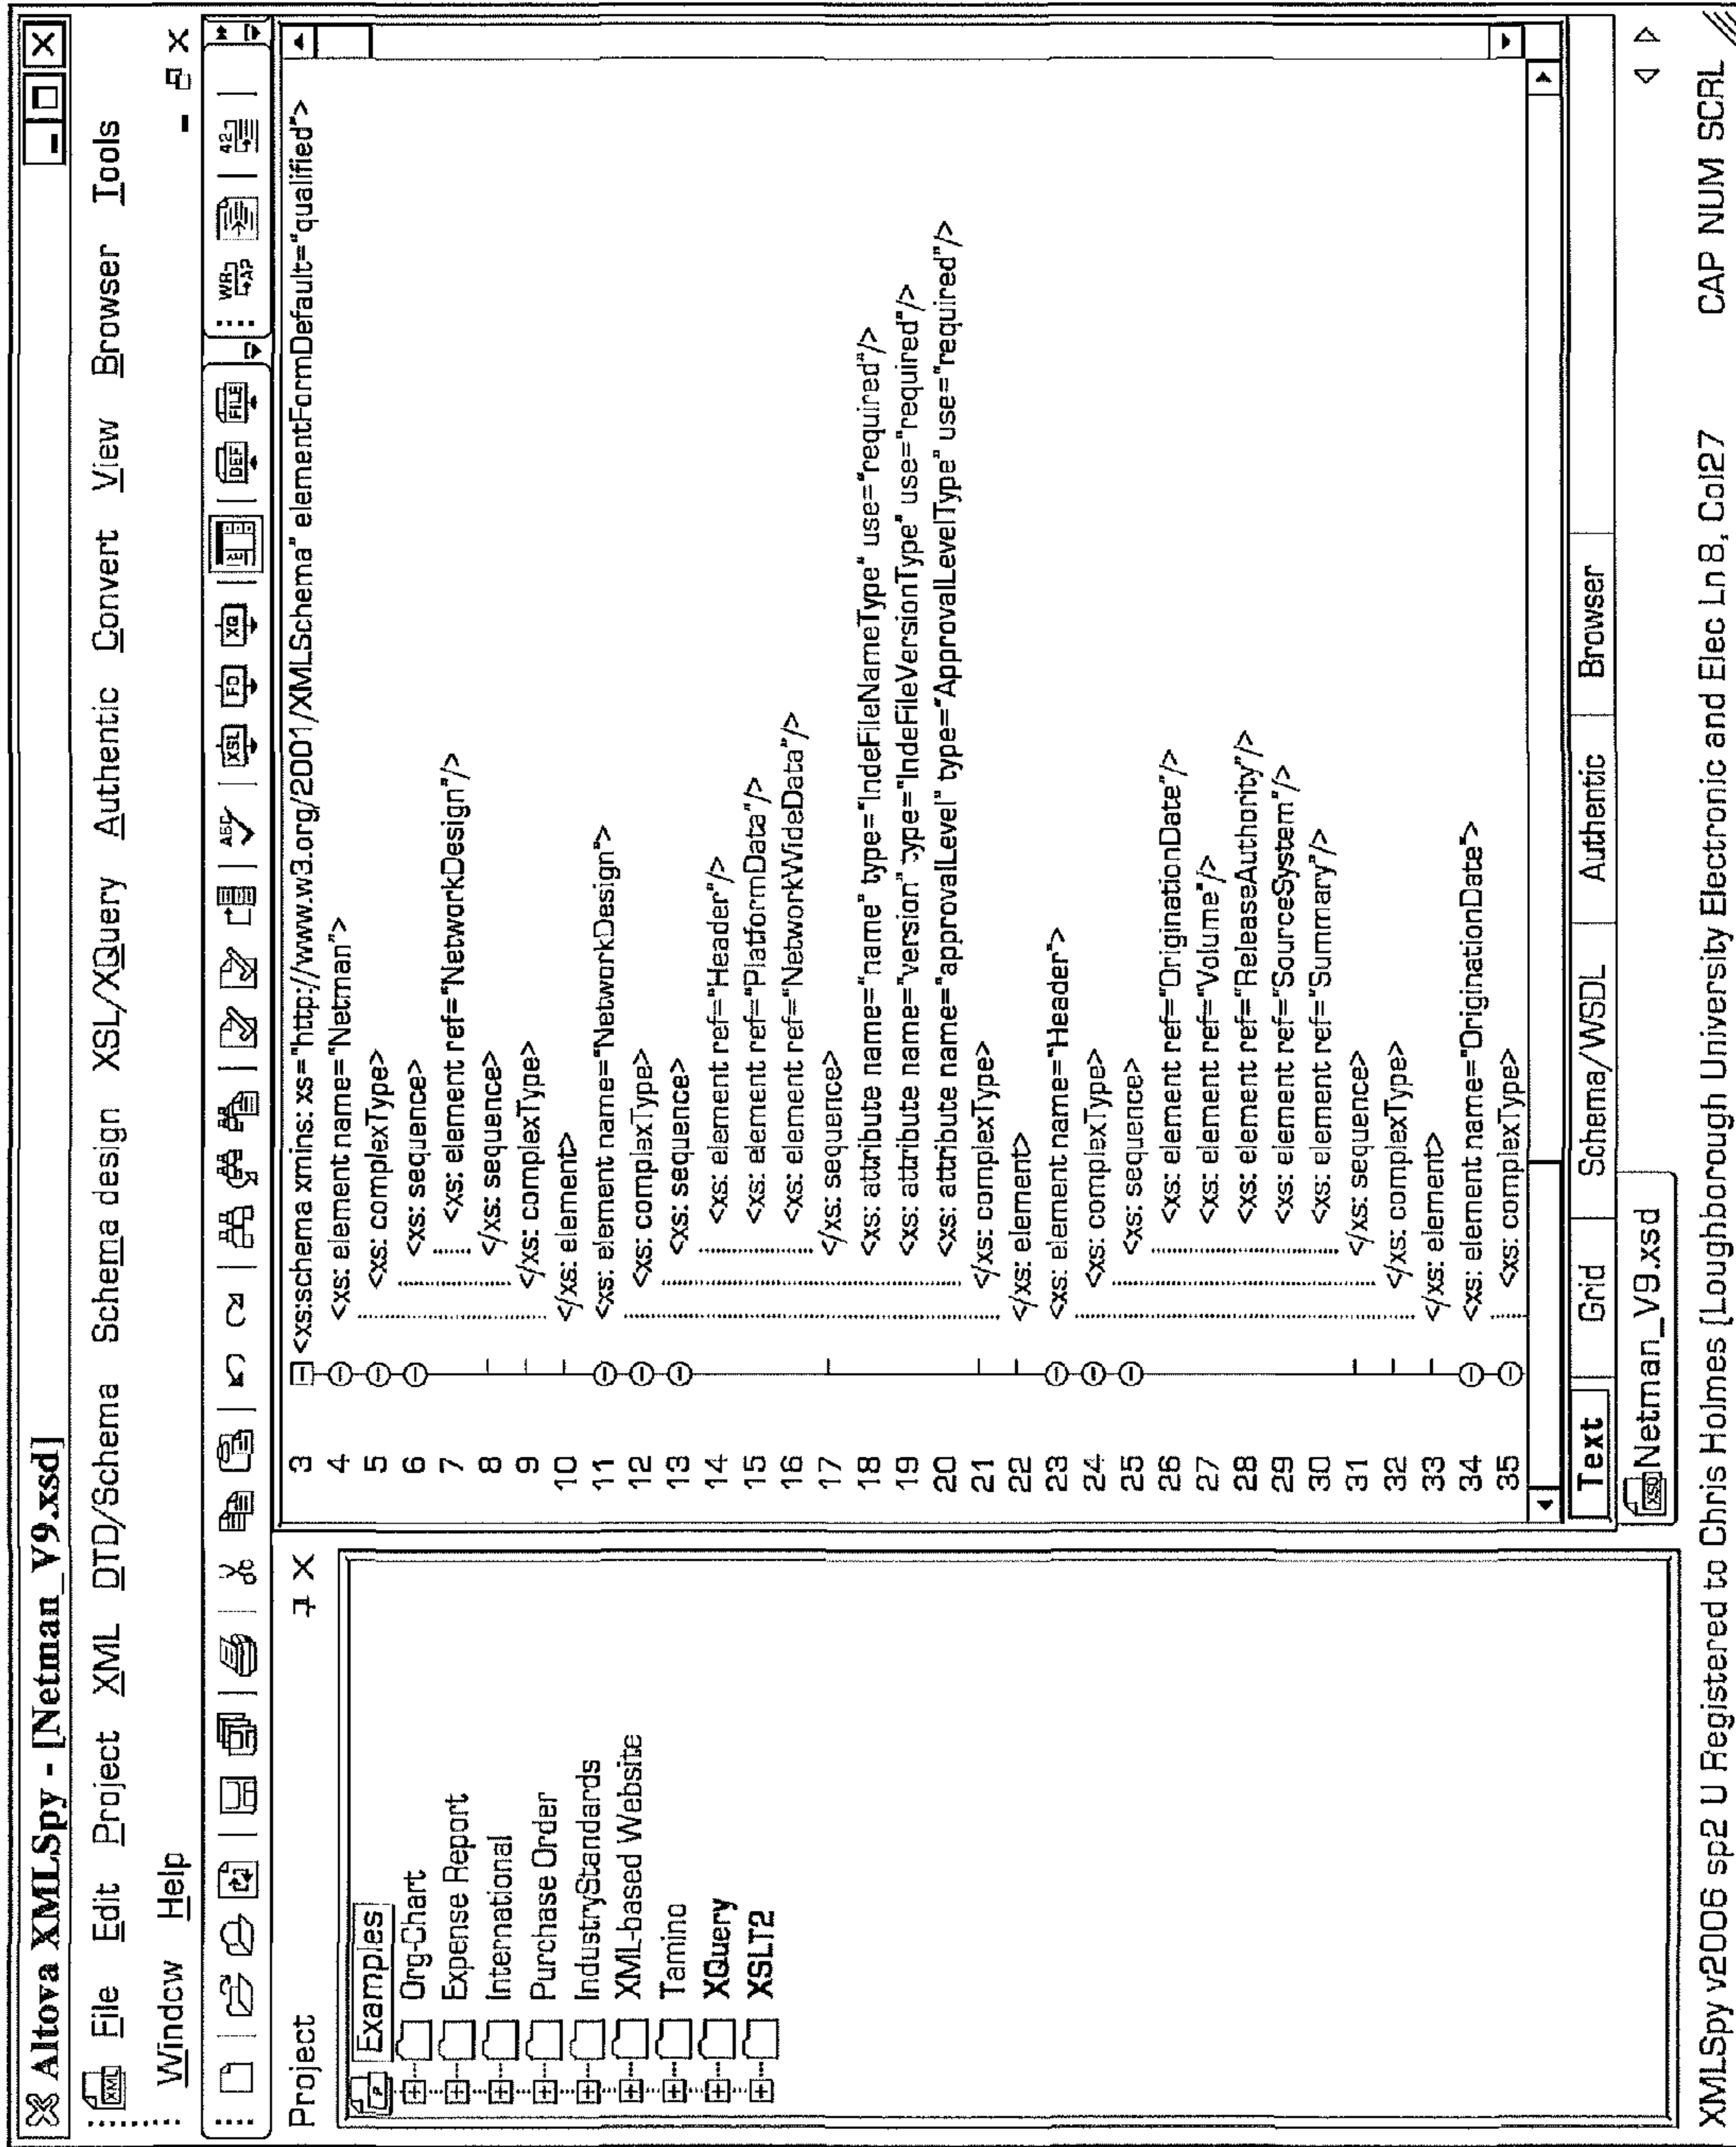 Altova XMLSpy - [Netman_V9.xsd]
File Edit Project XML DTD/Schema Schema design XSL/XQuery Authentic Convert View Browser Tools
Windcw Help
XSL FO XQ DEF FILE
Project
Examples
Org-Chart
Expense Report
International
Purchase Order
IndustryStandards
XML-based Website
Tamino
XQuery
XSLT2
3 <xs:schema xmins: xs="http://www.w3.org/2001/XMLSchema" elementFormDefault="qualified">
4 <xs: element name="Netman">
5 <xs: complexType>
6 <xs: sequence>
7 <xs: element ref="NetworkDesign"/>
8 </xs: sequence>
9 </xs: complexType>
10 </xs: element>
11 <xs: element name="NetworkDesign">
12 <xs: complexType>
13 <xs: sequence>
14 <xs: element ref="Header"/>
15 <xs: element ref="PlatformData"/>
16 <xs: element ref="NetworkWideData"/>
17 </xs: sequence>
18 <xs: attribute name="name" type="IndeFileNameType" use="required"/>
19 <xs: attribute name="version" type="IndeFileVersionType" use="required"/>
20 <xs: attribute name="approvalLevel" type="ApprovalLevelType" use="required"/>
21 </xs: complexType>
22 </xs: element>
23 <xs: element name="Header">
24 <xs: complexType>
25 <xs: sequence>
26 <xs: element ref="OriginationDate"/>
27 <xs: element ref="Volume"/>
28 <xs: element ref="ReleaseAuthority"/>
29 <xs: element ref="SourceSystem"/>
30 <xs: element ref="Summary"/>
31 </xs: sequence>
32 </xs: complexType>
33 </xs: element>
34 <xs: element name="OriginationDate">
35 <xs: complexType>
Text Grid Schema/WSDL Authentic Browser
Netman_V9.xsd
XMLSpy v2006 sp2 U Registered to Chris Holmes [Loughborough University Electronic and Elec Ln 8, Col27 CAP NUM SCRL